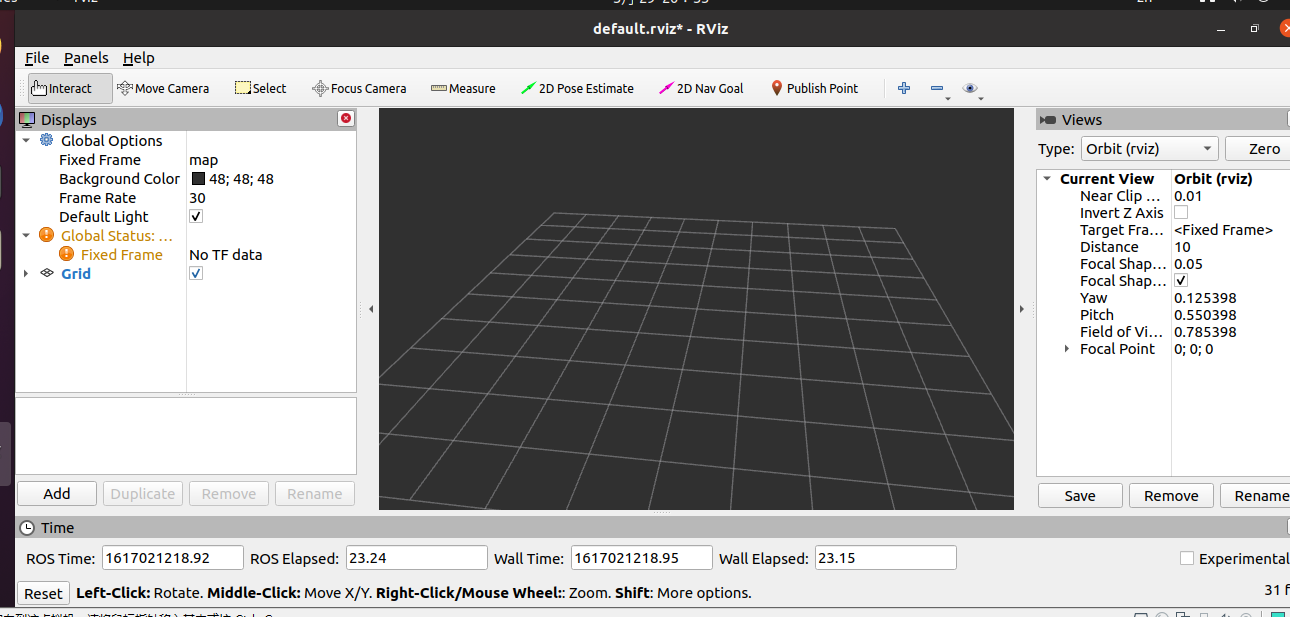 default.rviz* - RViz
File Panels Help
Interact Move Camera Select Focus Camera Measure 2D Pose Estimate 2D Nav Goal Publish Point
Displays
Global Options
Fixed Frame map
Background Color 48; 48; 48
Frame Rate 30
Default Light
Global Status: ...
Fixed Frame No TF data
Grid
Add Duplicate Remove Rename
Views
Type: Orbit (rviz) Zero
Current View Orbit (rviz)
Near Clip ... 0.01
Invert Z Axis
Target Fra... <Fixed Frame>
Distance 10
Focal Shap... 0.05
Focal Shap...
Yaw 0.125398
Pitch 0.550398
Field of Vi... 0.785398
Focal Point 0; 0; 0
Save Remove Rename
Time
ROS Time: 1617021218.92 ROS Elapsed: 23.24 Wall Time: 1617021218.95 Wall Elapsed: 23.15 Experimental
Reset Left-Click: Rotate. Middle-Click: Move X/Y. Right-Click/Mouse Wheel:: Zoom. Shift: More options. 31 f